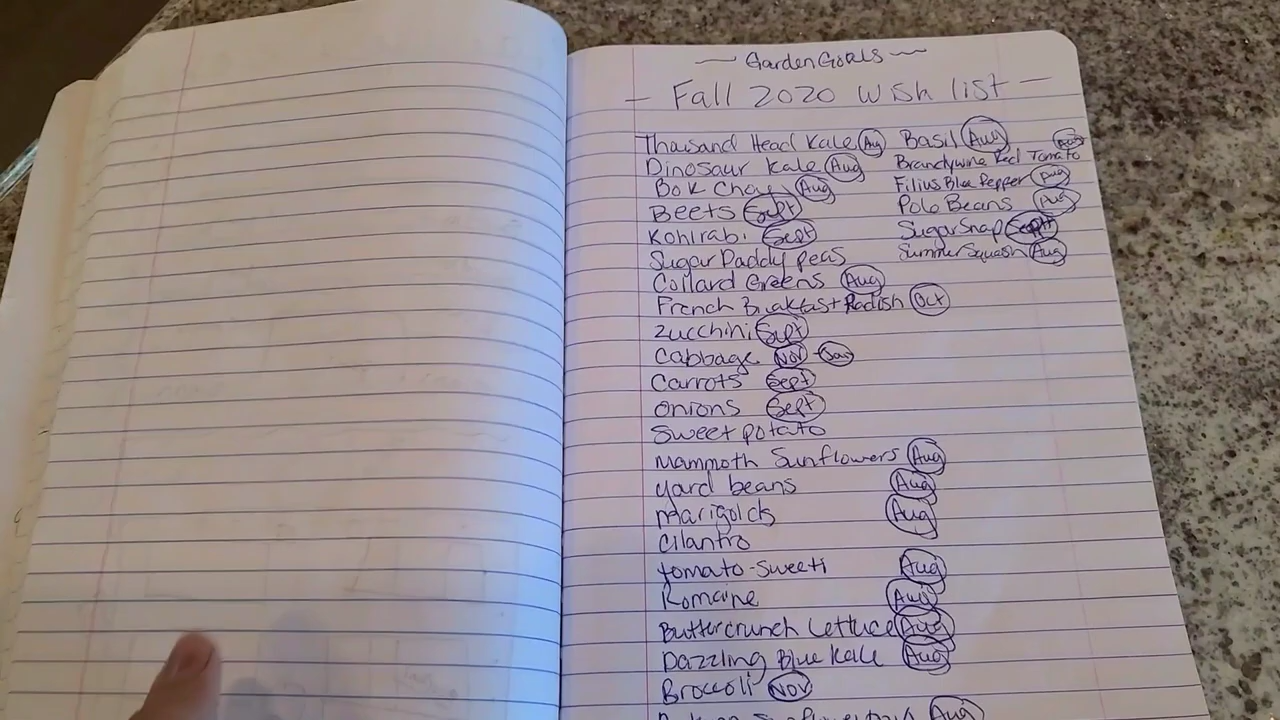 Garden Goals
Fall 2020 Wish list
Thousand Head Kale Aug
Dinosaur Kale Aug
Bok Choy Aug
Beets Sept
Kohlrabi Sept
Sugar Daddy peas
Collard Greens Aug
French Breakfast Radish Oct
Zucchini Sept
Cabbage Nov - Jan
Carrots Sept
Onions Sept
Sweet potato
Mammoth Sunflowers Aug
Yard beans Aug
Marigolds Aug
Cilantro
Tomato-Sweeti Aug
Romaine Aug
Buttercrunch Lettuce Aug
Dazzling Blue Kale Aug
Broccoli Nov
Aug
Basil Aug
Brandywine Red Tomato Aug
Filius Blue Pepper Aug
Pole Beans Aug
Sugar Snap Sept
Summer Squash Aug